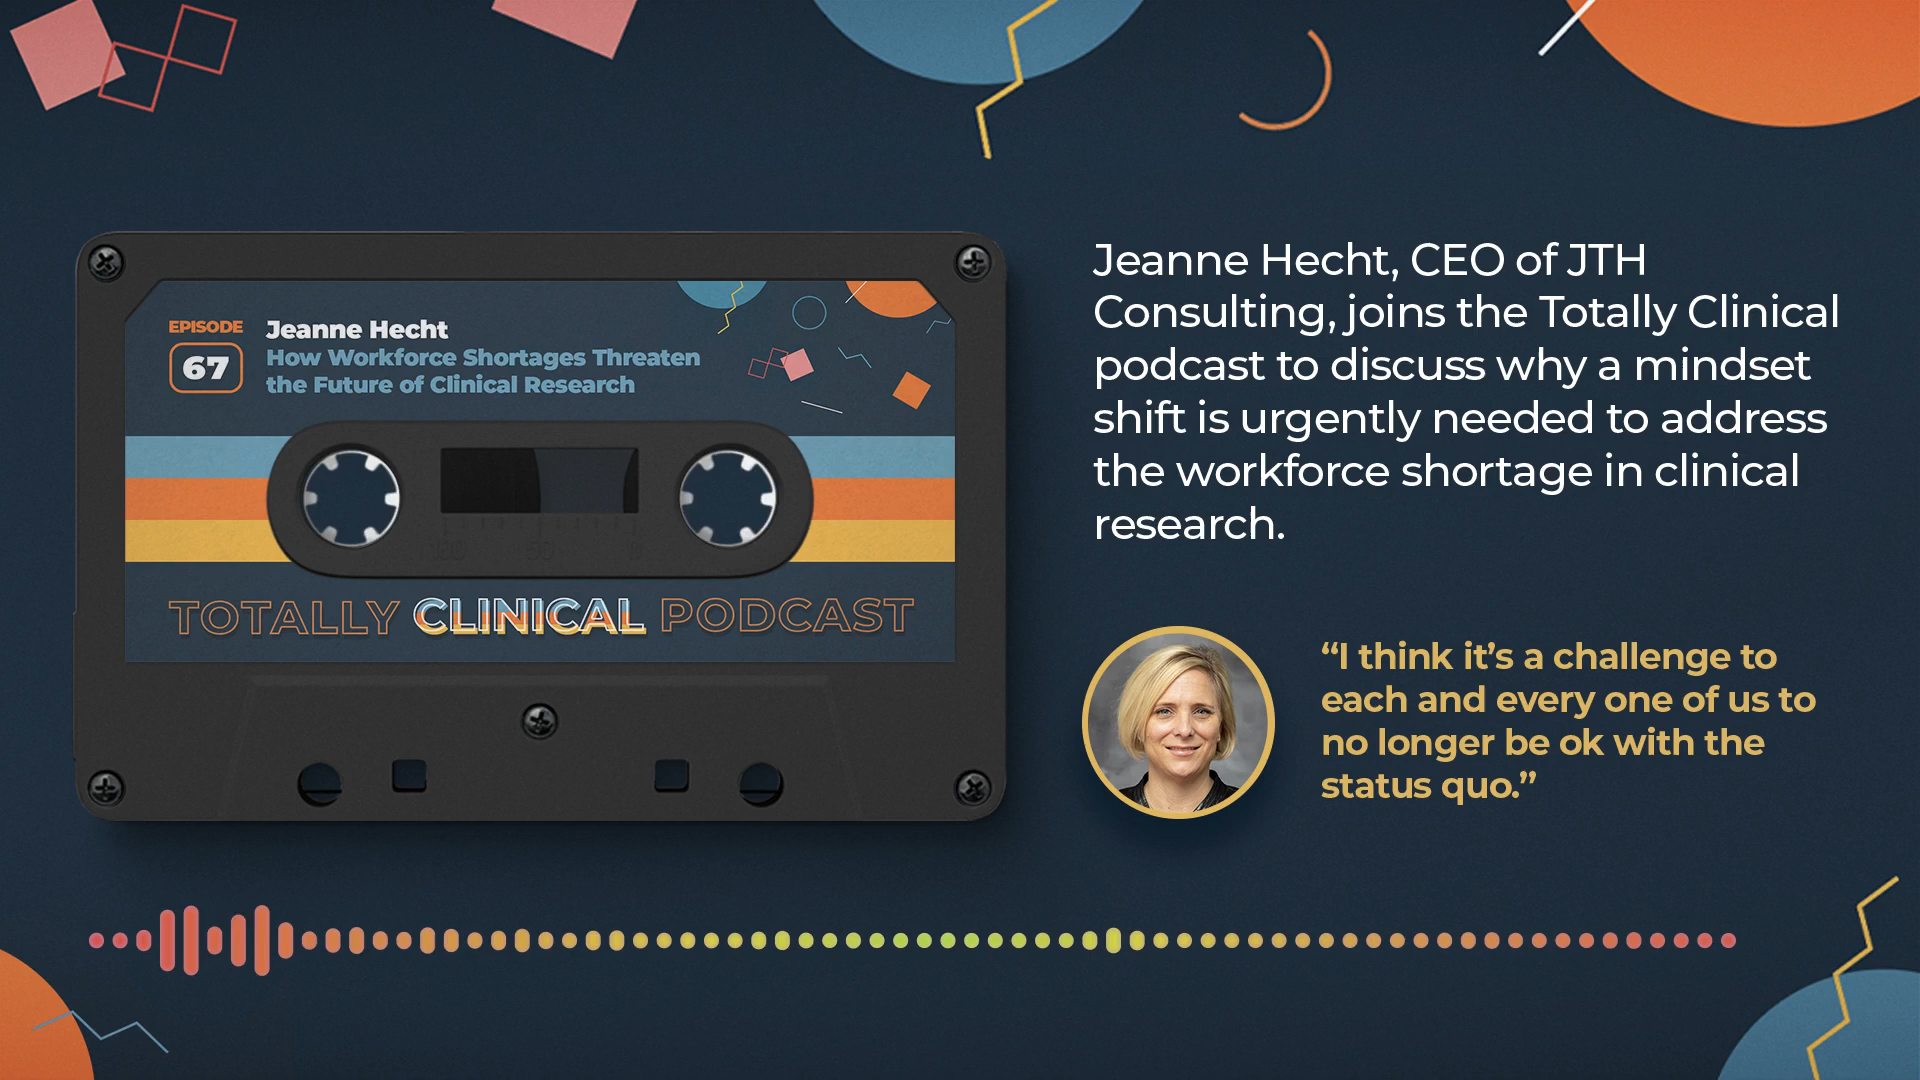 EPISODE
67
Jeanne Hecht
How Workforce Shortages Threaten
the Future of Clinical Research
100 50 0
TOTALLY CLINICAL PODCAST
Jeanne Hecht, CEO of JTH
Consulting, joins the Totally Clinical
podcast to discuss why a mindset
shift is urgently needed to address
the workforce shortage in clinical
research.
“I think it’s a challenge to
each and every one of us to
no longer be ok with the
status quo.”